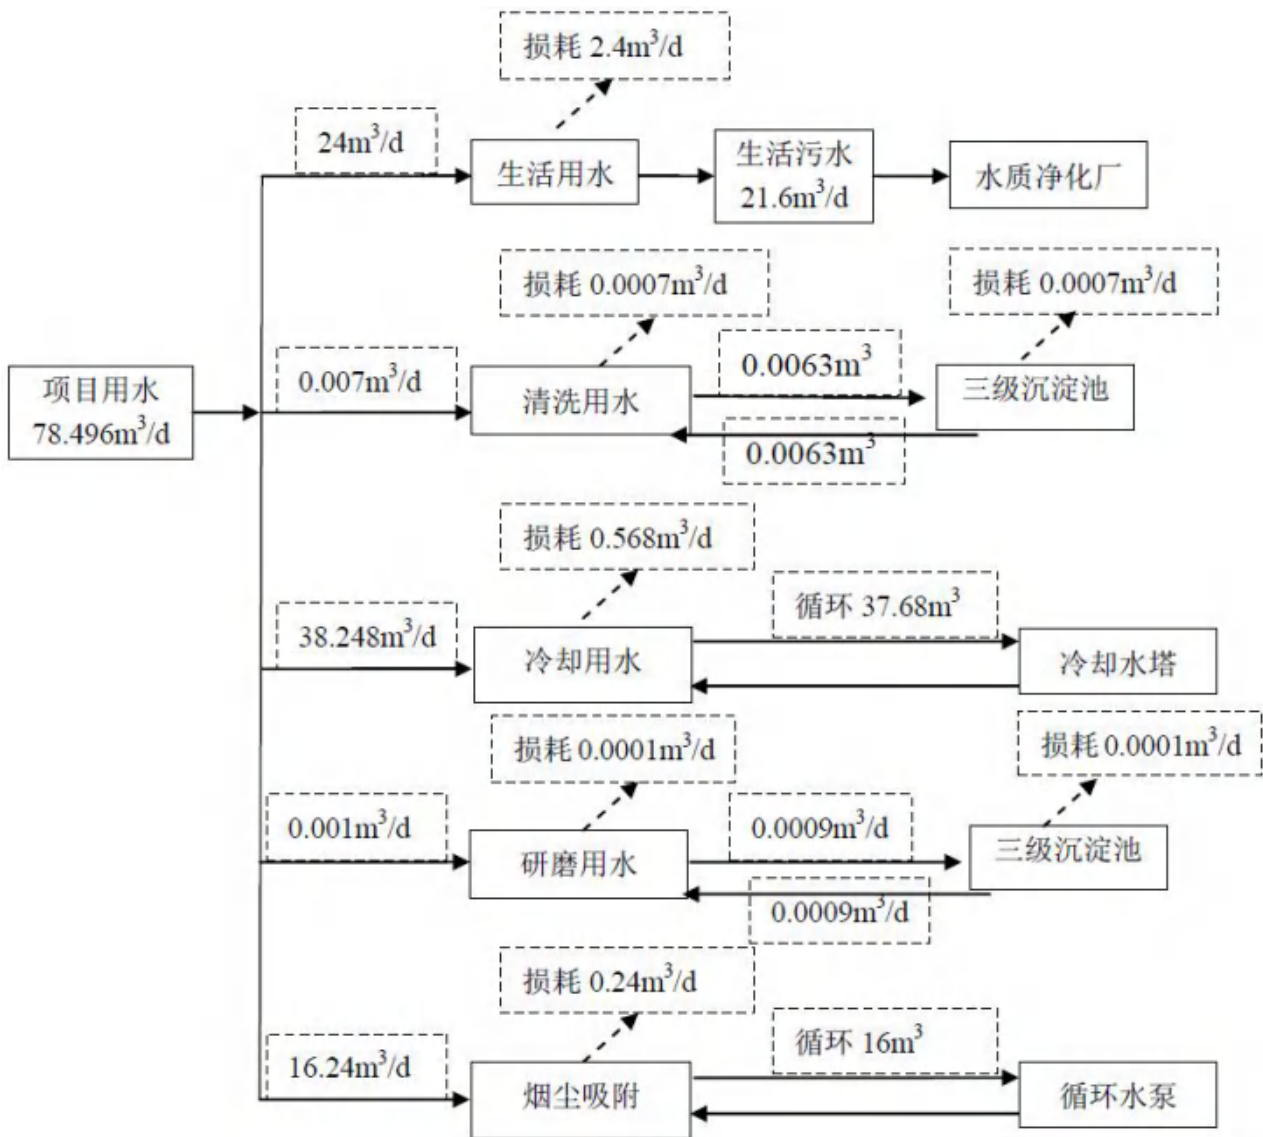 损耗 2.4m³/d
24m³/d
生活用水
生活污水
21.6m³/d
水质净化厂
损耗 0.0007m³/d
损耗 0.0007m³/d
项目用水
78.496m³/d
0.007m³/d
清洗用水
0.0063m³
0.0063m³
三级沉淀池
损耗 0.568m³/d
38.248m³/d
冷却用水
循环 37.68m³
冷却水塔
损耗 0.0001m³/d
损耗 0.0001m³/d
0.001m³/d
研磨用水
0.0009m³/d
0.0009m³/d
三级沉淀池
损耗 0.24m³/d
16.24m³/d
烟尘吸附
循环 16m³
循环水泵